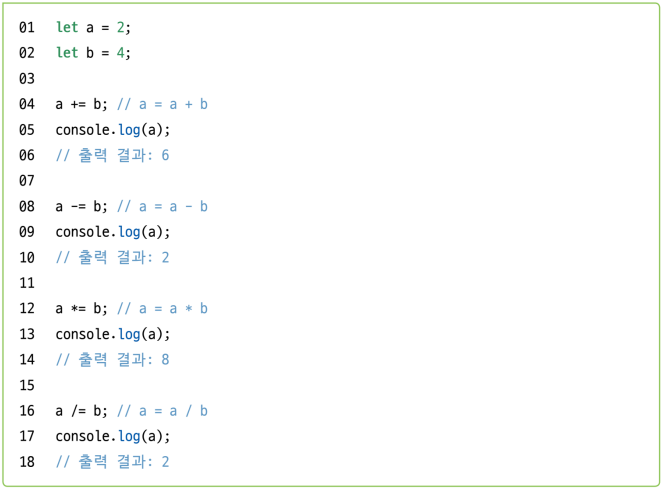 01 let a = 2;
02 let b = 4;
03
04 a += b; // a = a + b
05 console.log(a);
06 // 출력 결과: 6
07
08 a -= b; // a = a - b
09 console.log(a);
10 // 출력 결과: 2
11
12 a *= b; // a = a * b
13 console.log(a);
14 // 출력 결과: 8
15
16 a /= b; // a = a / b
17 console.log(a);
18 // 출력 결과: 2